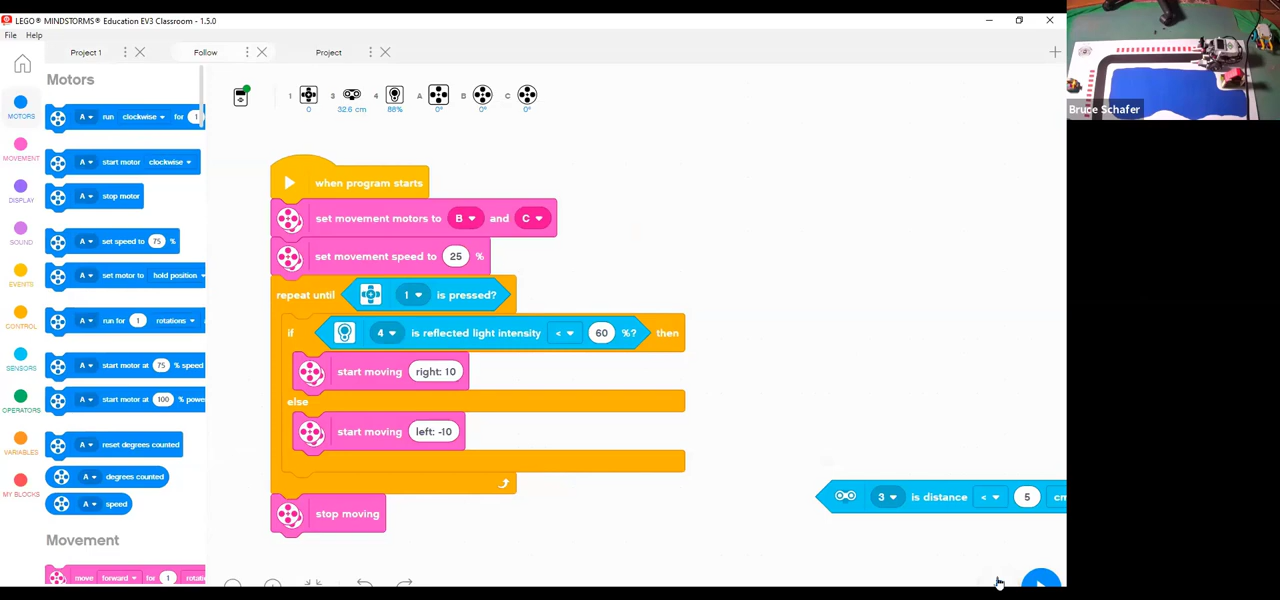 LEGO® MINDSTORMS® Education EV3 Classroom - 1.5.0
File Help
Project 1 Follow Project
1 3 4 A B C
0 32.6 cm 88% 0° 0° 0°
Bruce Schafer
MOTORS
MOVEMENT
DISPLAY
SOUND
EVENTS
CONTROL
SENSORS
OPERATORS
VARIABLES
MY BLOCKS
Motors
A run clockwise for 1
A start motor clockwise
A stop motor
A set speed to 75 %
A set motor to hold position
A run for 1 rotations
A start motor at 75 % speed
A start motor at 100 % powe
A reset degrees counted
A degrees counted
A speed
Movement
move forward for 1 rotati
when program starts
set movement motors to B and C
set movement speed to 25 %
repeat until 1 is pressed?
if 4 is reflected light intensity < 60 %? then
start moving right: 10
else
start moving left: -10
stop moving
3 is distance < 5 cm